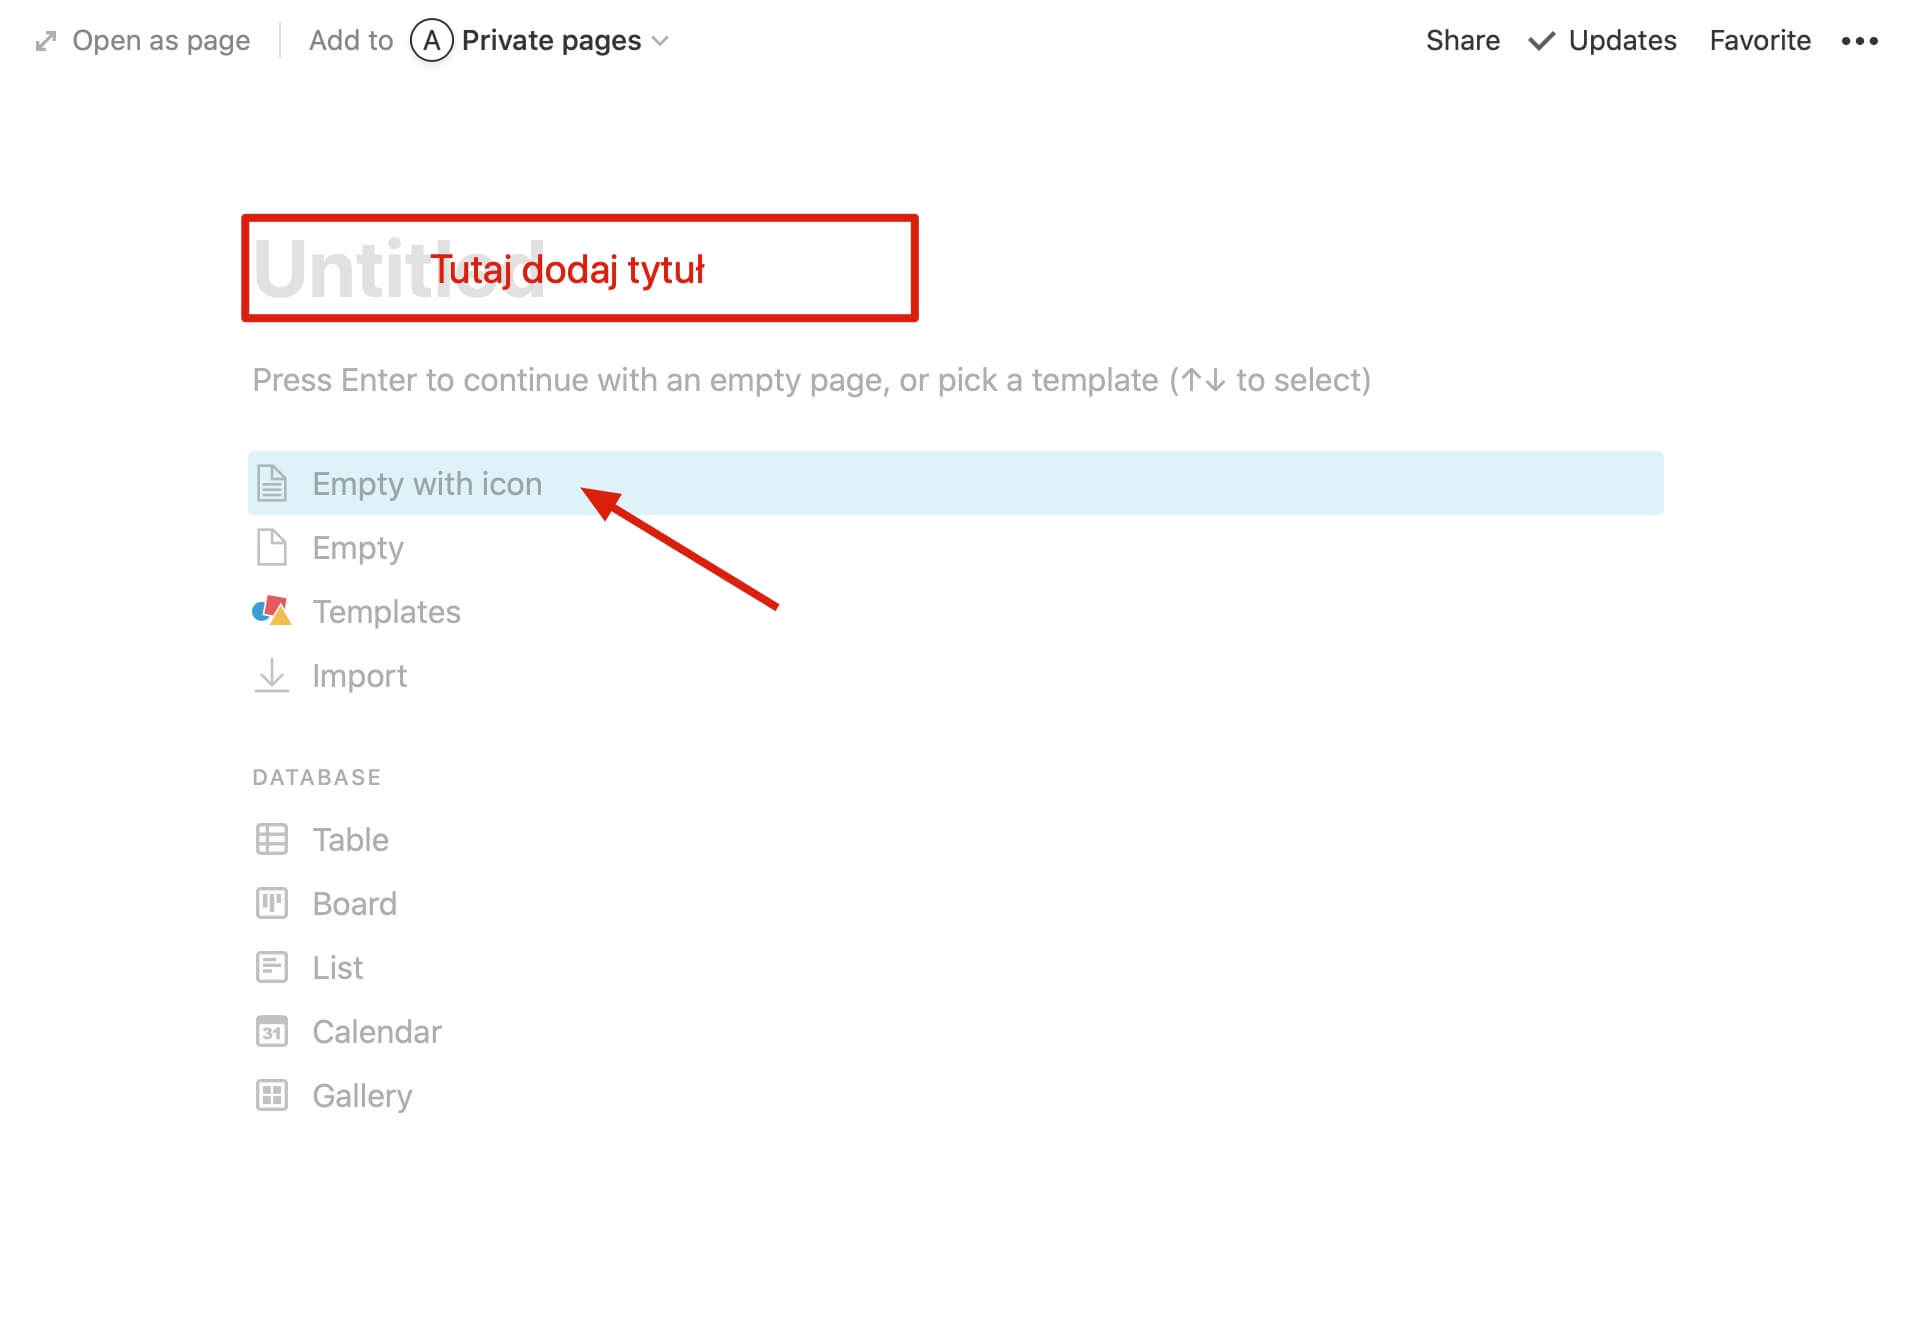 Open as page Add to A Private pages Share Updates Favorite •••
Untitled
Tutaj dodaj tytuł
Press Enter to continue with an empty page, or pick a template (↑↓ to select)
Empty with icon
Empty
Templates
Import
DATABASE
Table
Board
List
31 Calendar
Gallery